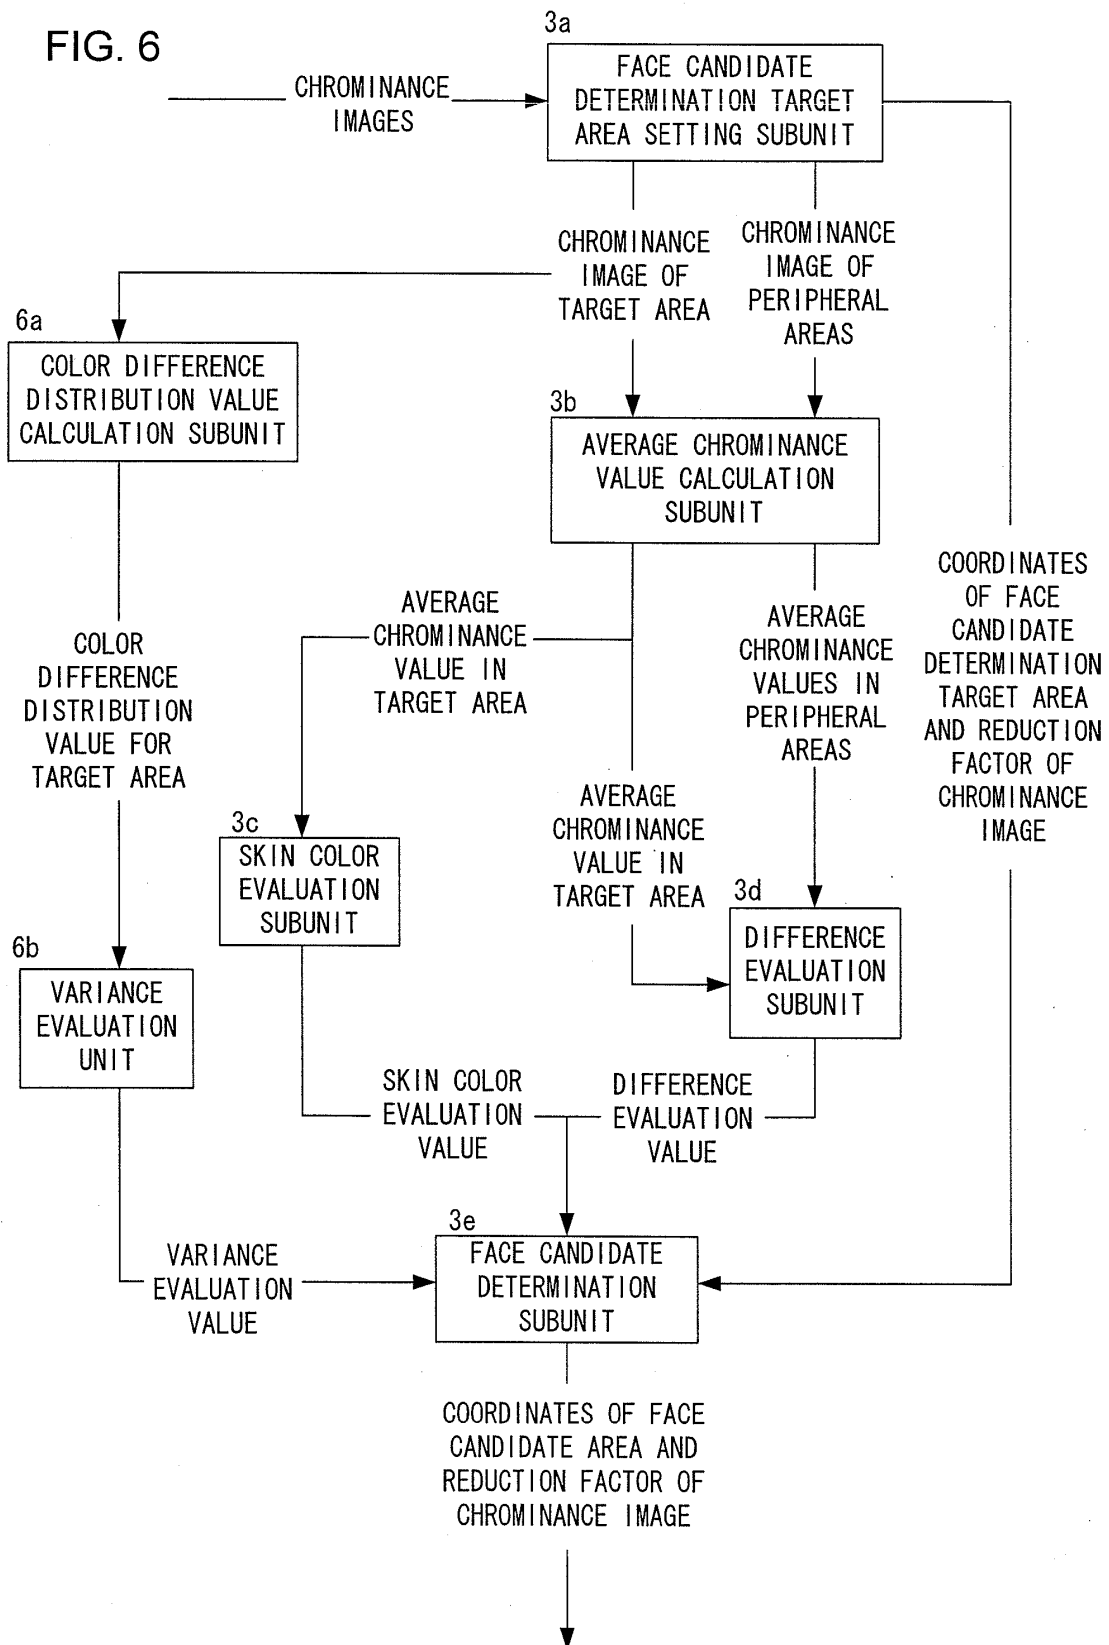 FIG. 6
3a
FACE CANDIDATE
DETERMINATION TARGET
AREA SETTING SUBUNIT
CHROMINANCE
IMAGES
CHROMINANCE
IMAGE OF
TARGET AREA
CHROMINANCE
IMAGE OF
PERIPHERAL
AREAS
6a
COLOR DIFFERENCE
DISTRIBUTION VALUE
CALCULATION SUBUNIT
3b
AVERAGE CHROMINANCE
VALUE CALCULATION
SUBUNIT
COORDINATES
OF FACE
CANDIDATE
DETERMINATION
TARGET AREA
AND REDUCTION
FACTOR OF
CHROMINANCE
IMAGE
AVERAGE
CHROMINANCE
VALUE IN
TARGET AREA
AVERAGE
CHROMINANCE
VALUES IN
PERIPHERAL
AREAS
COLOR
DIFFERENCE
DISTRIBUTION
VALUE FOR
TARGET AREA
AVERAGE
CHROMINANCE
VALUE IN
TARGET AREA
3c
SKIN COLOR
EVALUATION
SUBUNIT
3d
DIFFERENCE
EVALUATION
SUBUNIT
6b
VARIANCE
EVALUATION
UNIT
SKIN COLOR
EVALUATION
VALUE
DIFFERENCE
EVALUATION
VALUE
3e
FACE CANDIDATE
DETERMINATION
SUBUNIT
VARIANCE
EVALUATION
VALUE
COORDINATES OF FACE
CANDIDATE AREA AND
REDUCTION FACTOR OF
CHROMINANCE IMAGE